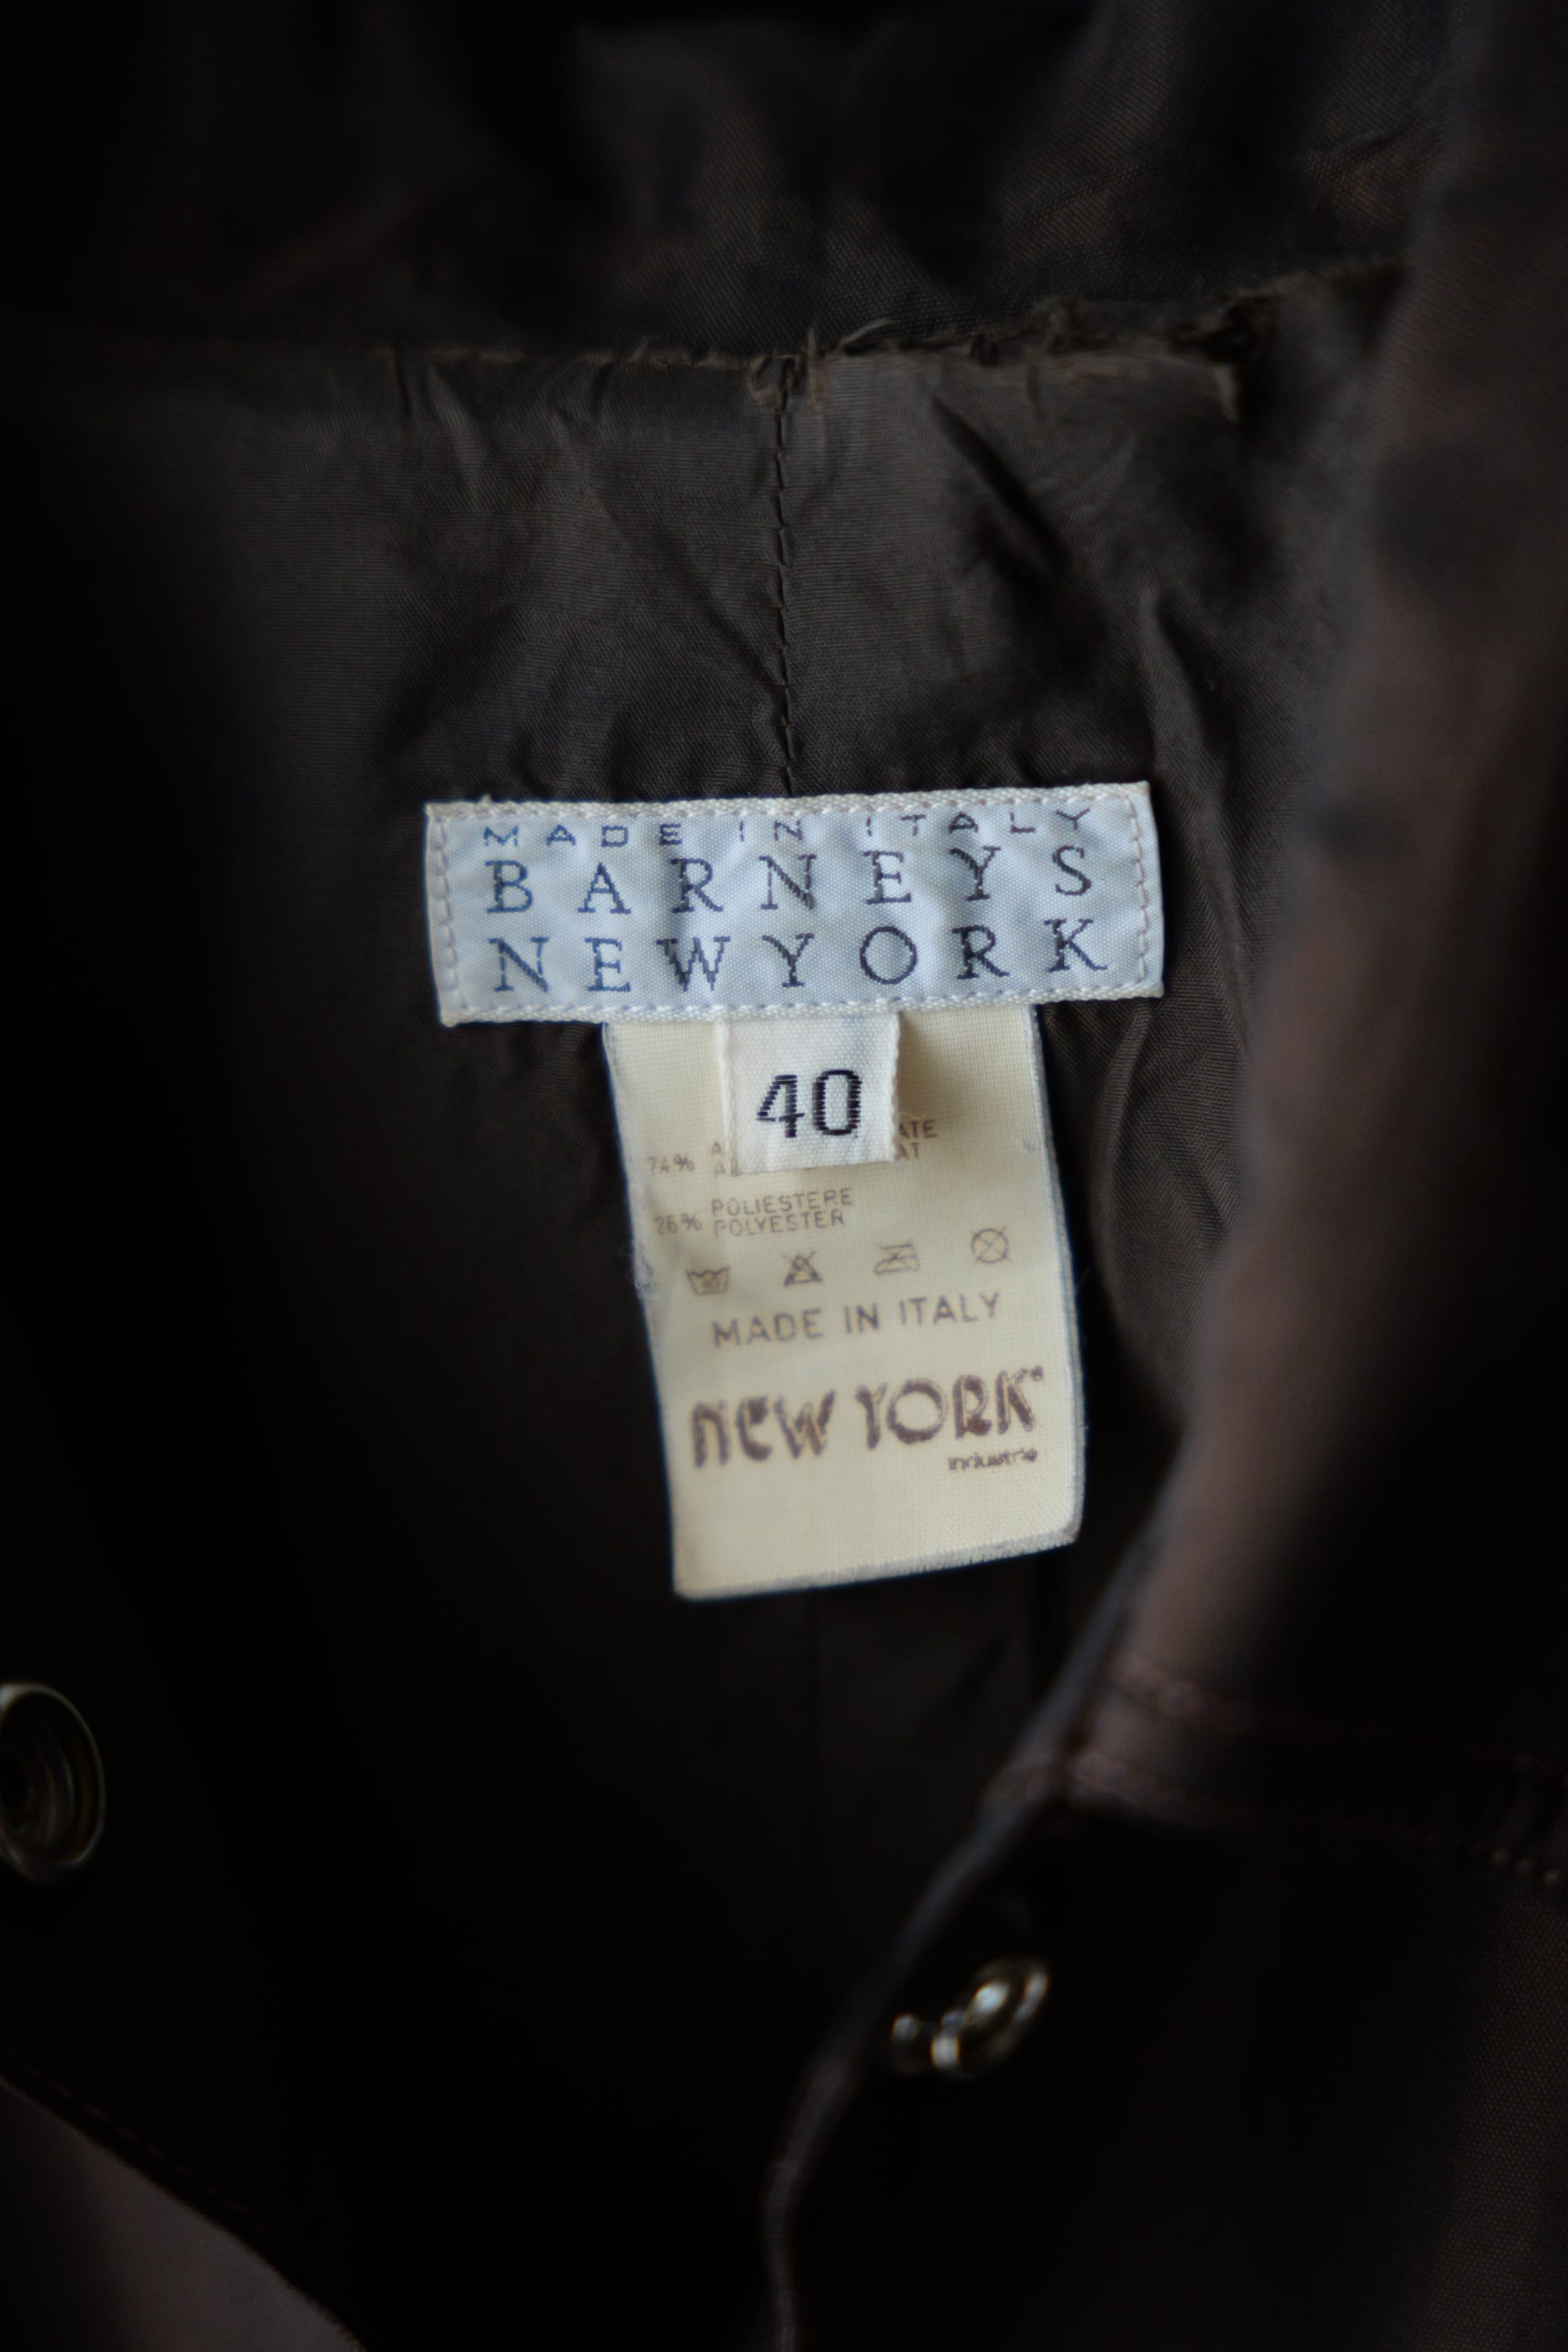 MADE IN ITALY
BARNEYS
NEWYORK
40
74%
POLIESTERE
26% POLYESTER
MADE IN ITALY
NEW YORK
industrie